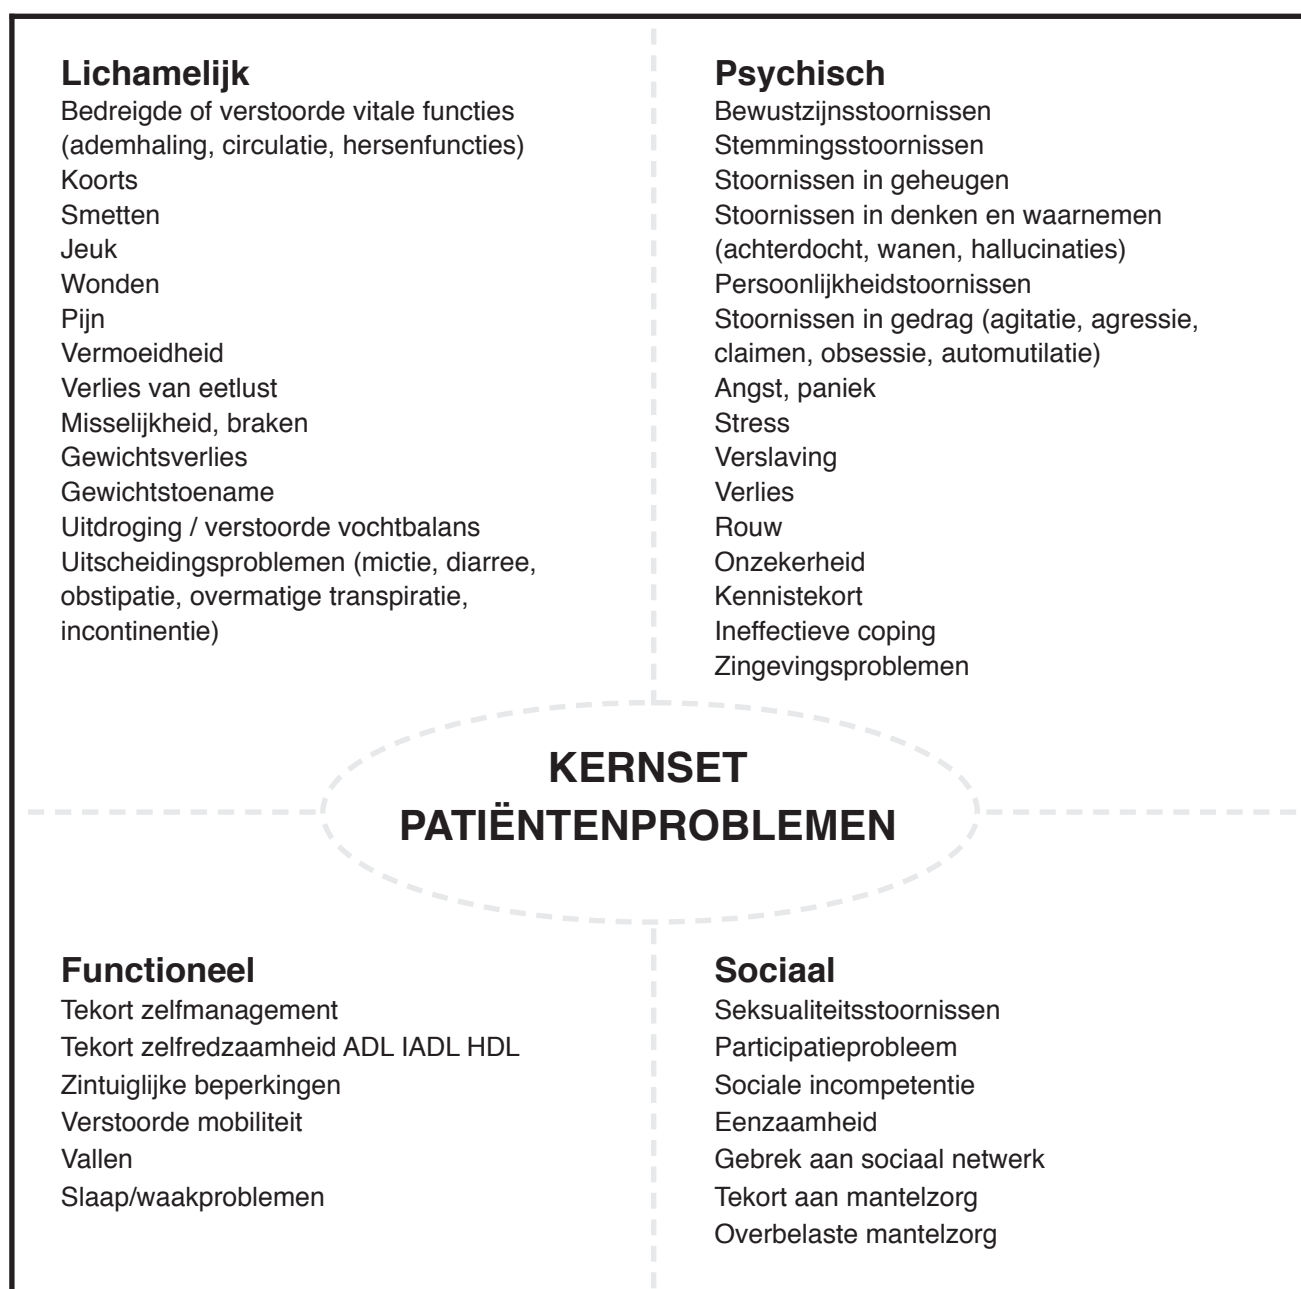 Lichamelijk
Bedreigde of verstoorde vitale functies
(ademhaling, circulatie, hersenfuncties)
Koorts
Smetten
Jeuk
Wonden
Pijn
Vermoeidheid
Verlies van eetlust
Misselijkheid, braken
Gewichtsverlies
Gewichtstoename
Uitdroging / verstoorde vochtbalans
Uitscheidingsproblemen (mictie, diarree,
obstipatie, overmatige transpiratie,
incontinentie)
Psychisch
Bewustzijnsstoornissen
Stemmingsstoornissen
Stoornissen in geheugen
Stoornissen in denken en waarnemen
(achterdocht, wanen, hallucinaties)
Persoonlijkheidstoornissen
Stoornissen in gedrag (agitatie, agressie,
claimen, obsessie, automutilatie)
Angst, paniek
Stress
Verslaving
Verlies
Rouw
Onzekerheid
Kennistekort
Ineffectieve coping
Zingevingsproblemen
KERNSET
PATIËNTENPROBLEMEN
Functioneel
Tekort zelfmanagement
Tekort zelfredzaamheid ADL IADL HDL
Zintuiglijke beperkingen
Verstoorde mobiliteit
Vallen
Slaap/waakproblemen
Sociaal
Seksualiteitsstoornissen
Participatieprobleem
Sociale incompetentie
Eenzaamheid
Gebrek aan sociaal netwerk
Tekort aan mantelzorg
Overbelaste mantelzorg